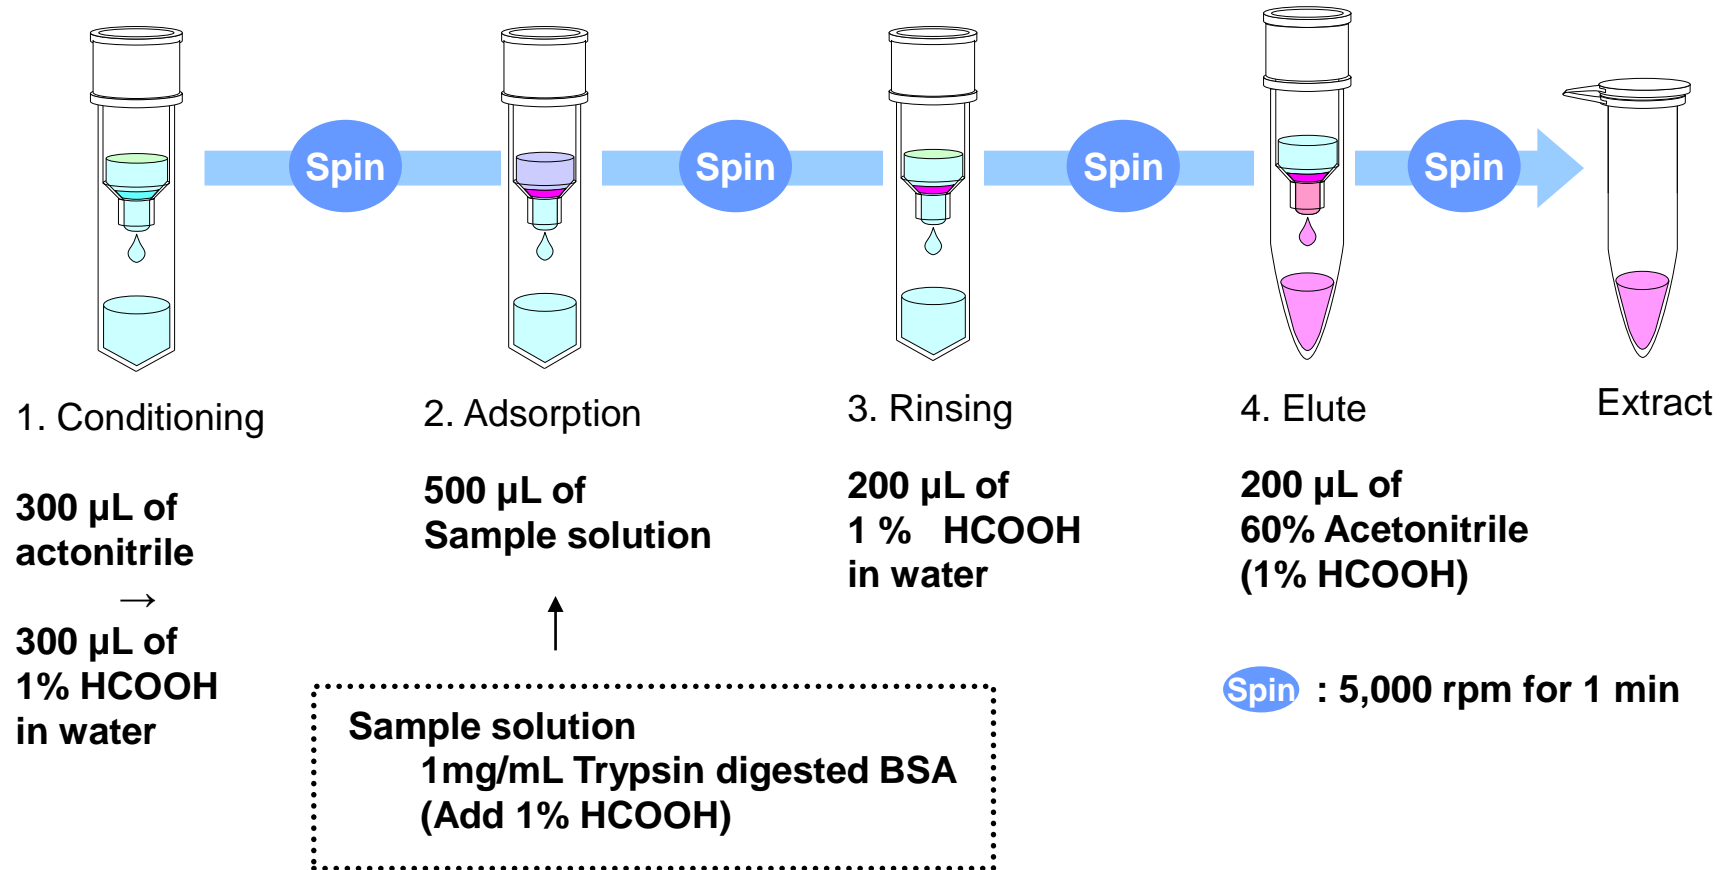 Spin
Spin
Spin
Spin
1. Conditioning
300 µL of
actonitrile
→
300 µL of
1% HCOOH
in water
2. Adsorption
500 µL of
Sample solution
Sample solution
1mg/mL Trypsin digested BSA
(Add 1% HCOOH)
3. Rinsing
200 µL of
1 % HCOOH
in water
4. Elute
200 µL of
60% Acetonitrile
(1% HCOOH)
Extract
Spin : 5,000 rpm for 1 min